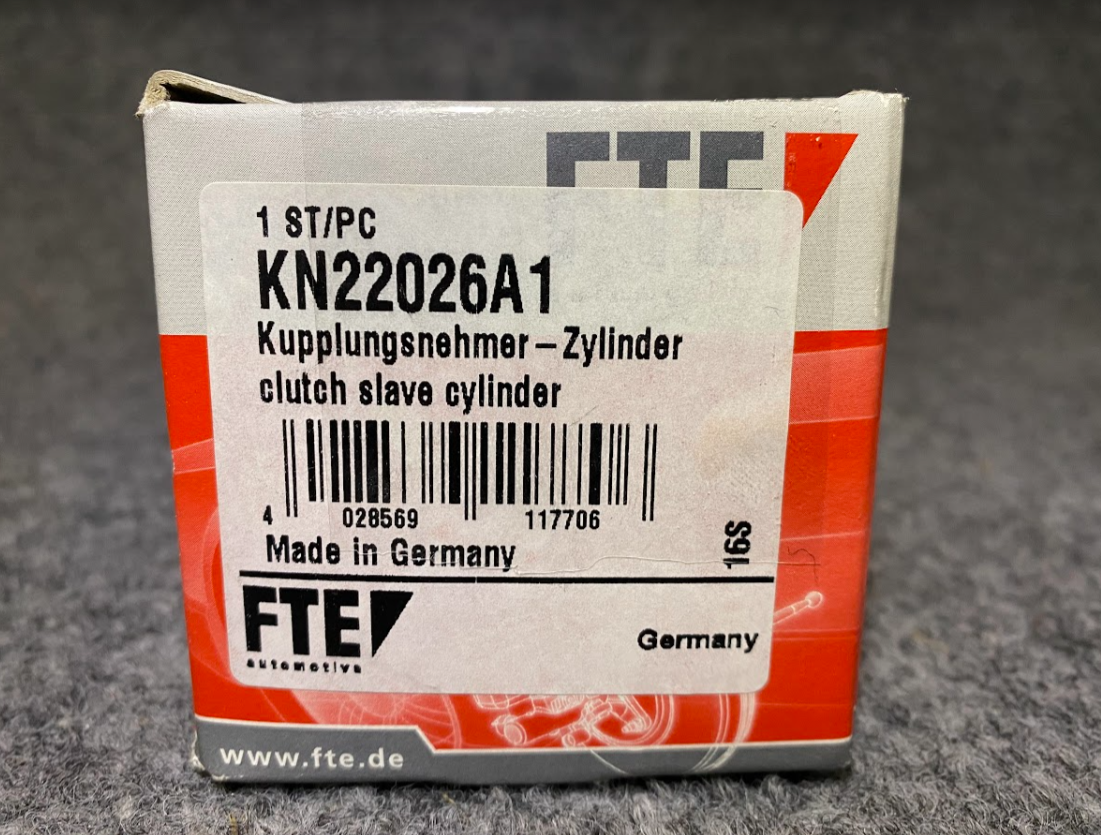 FTE
1 ST/PC
KN22026A1
Kupplungsnehmer–Zylinder
clutch slave cylinder
4 028569 117706
Made in Germany
16S
FTE
automotive
Germany
www.fte.de